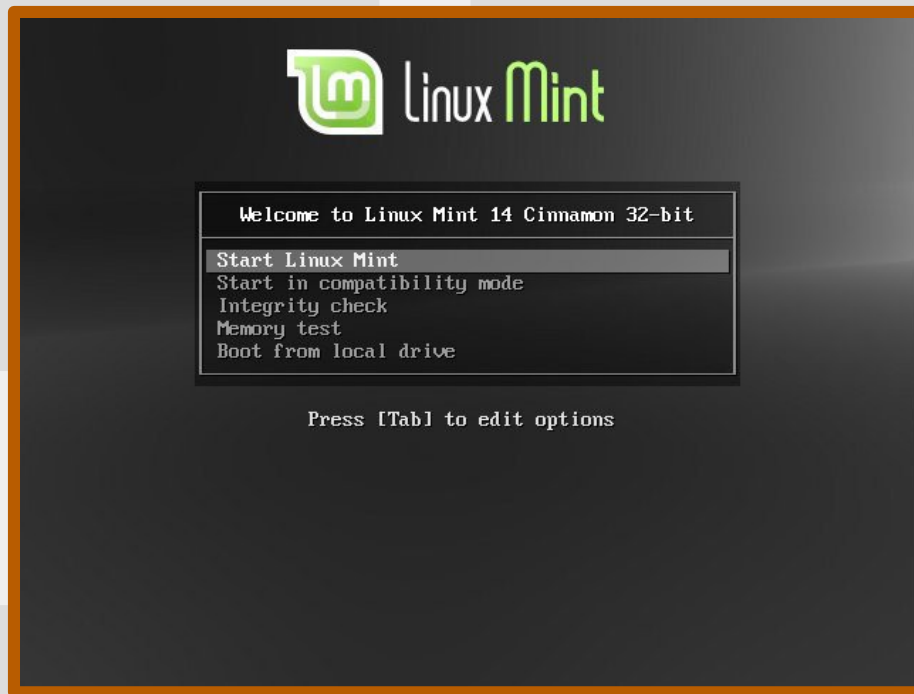 Linux Mint
Welcome to Linux Mint 14 Cinnamon 32-bit
Start Linux Mint
Start in compatibility mode
Integrity check
Memory test
Boot from local drive
Press [Tab] to edit options